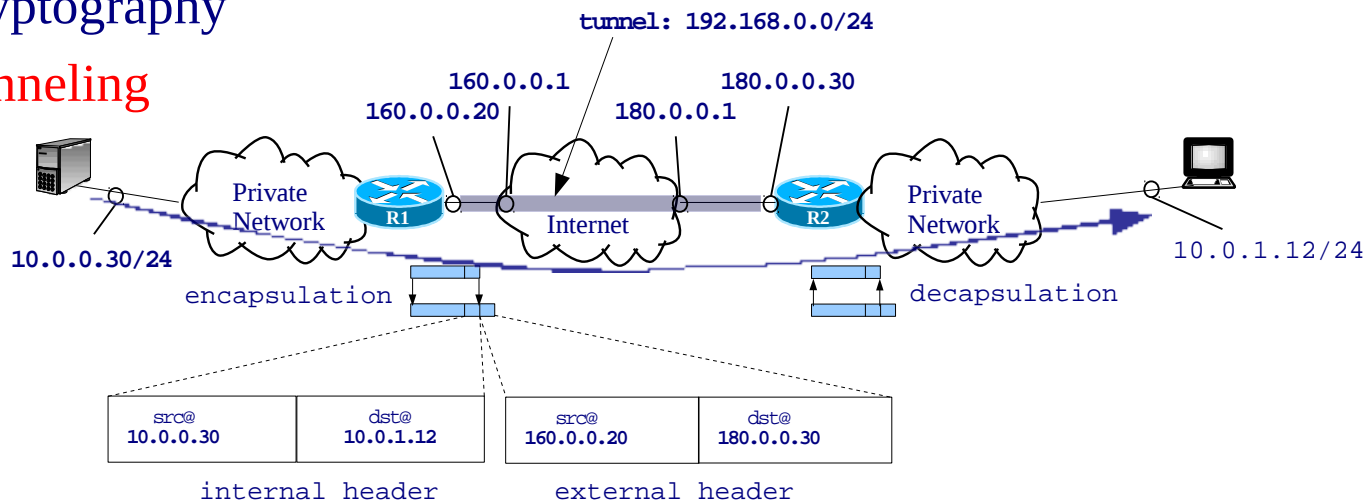 yptography
nneling
tunnel: 192.168.0.0/24
160.0.0.1
180.0.0.30
160.0.0.20
180.0.0.1
Private
Network
R1
Internet
R2
Private
Network
10.0.0.30/24
10.0.1.12/24
encapsulation
decapsulation
src@
10.0.0.30
dst@
10.0.1.12
src@
160.0.0.20
dst@
180.0.0.30
internal header
external header